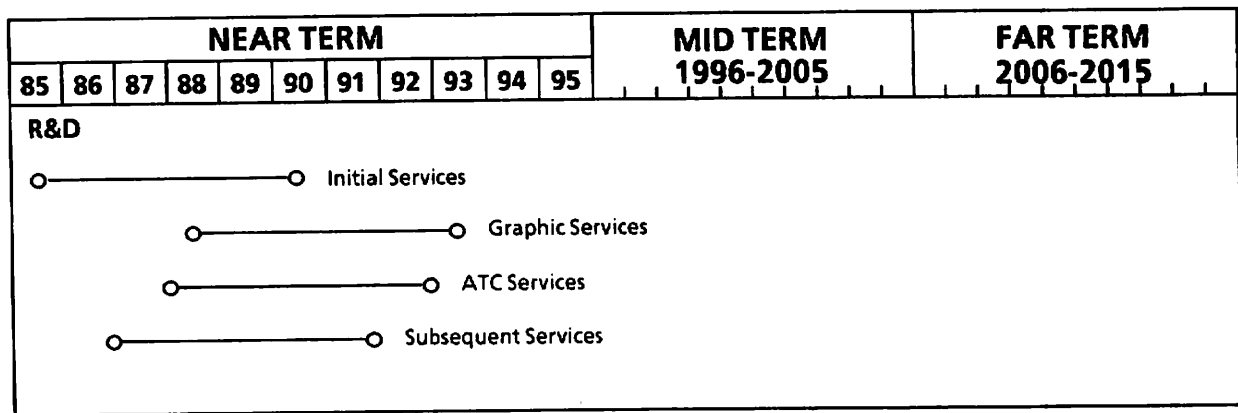 NEAR TERM
MID TERM
FAR TERM
85 86 87 88 89 90 91 92 93 94 95
1996-2005
2006-2015
R&D
Initial Services
Graphic Services
ATC Services
Subsequent Services